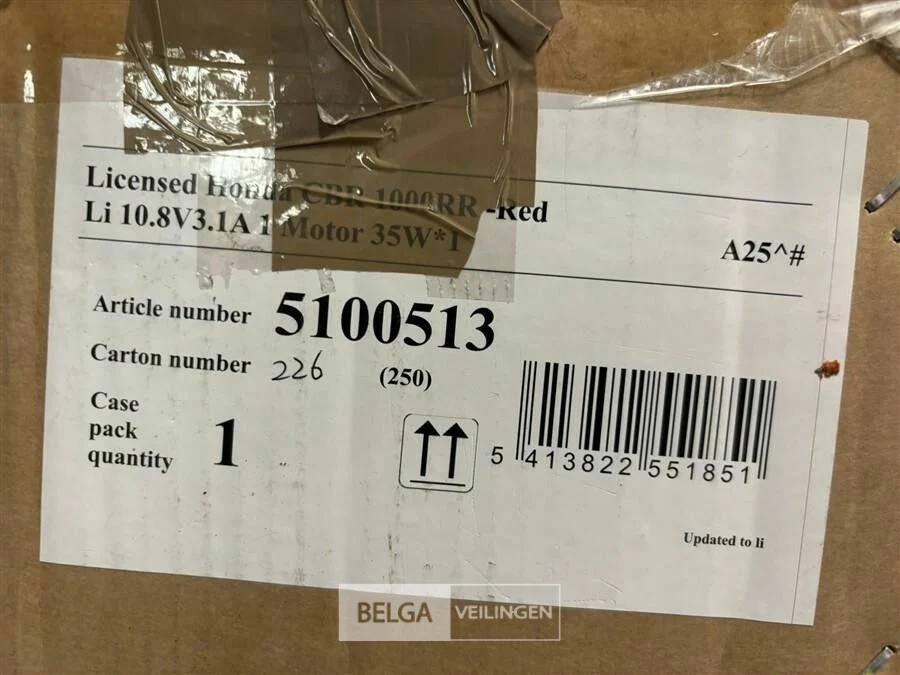 Licensed Honda CBR 1000RR -Red
Li 10.8V3.1A 1 Motor 35W*1
A25^#
Article number 5100513
Carton number 226 (250)
Case pack quantity 1
5 413822 551851
Updated to li
BELGA VEILINGEN